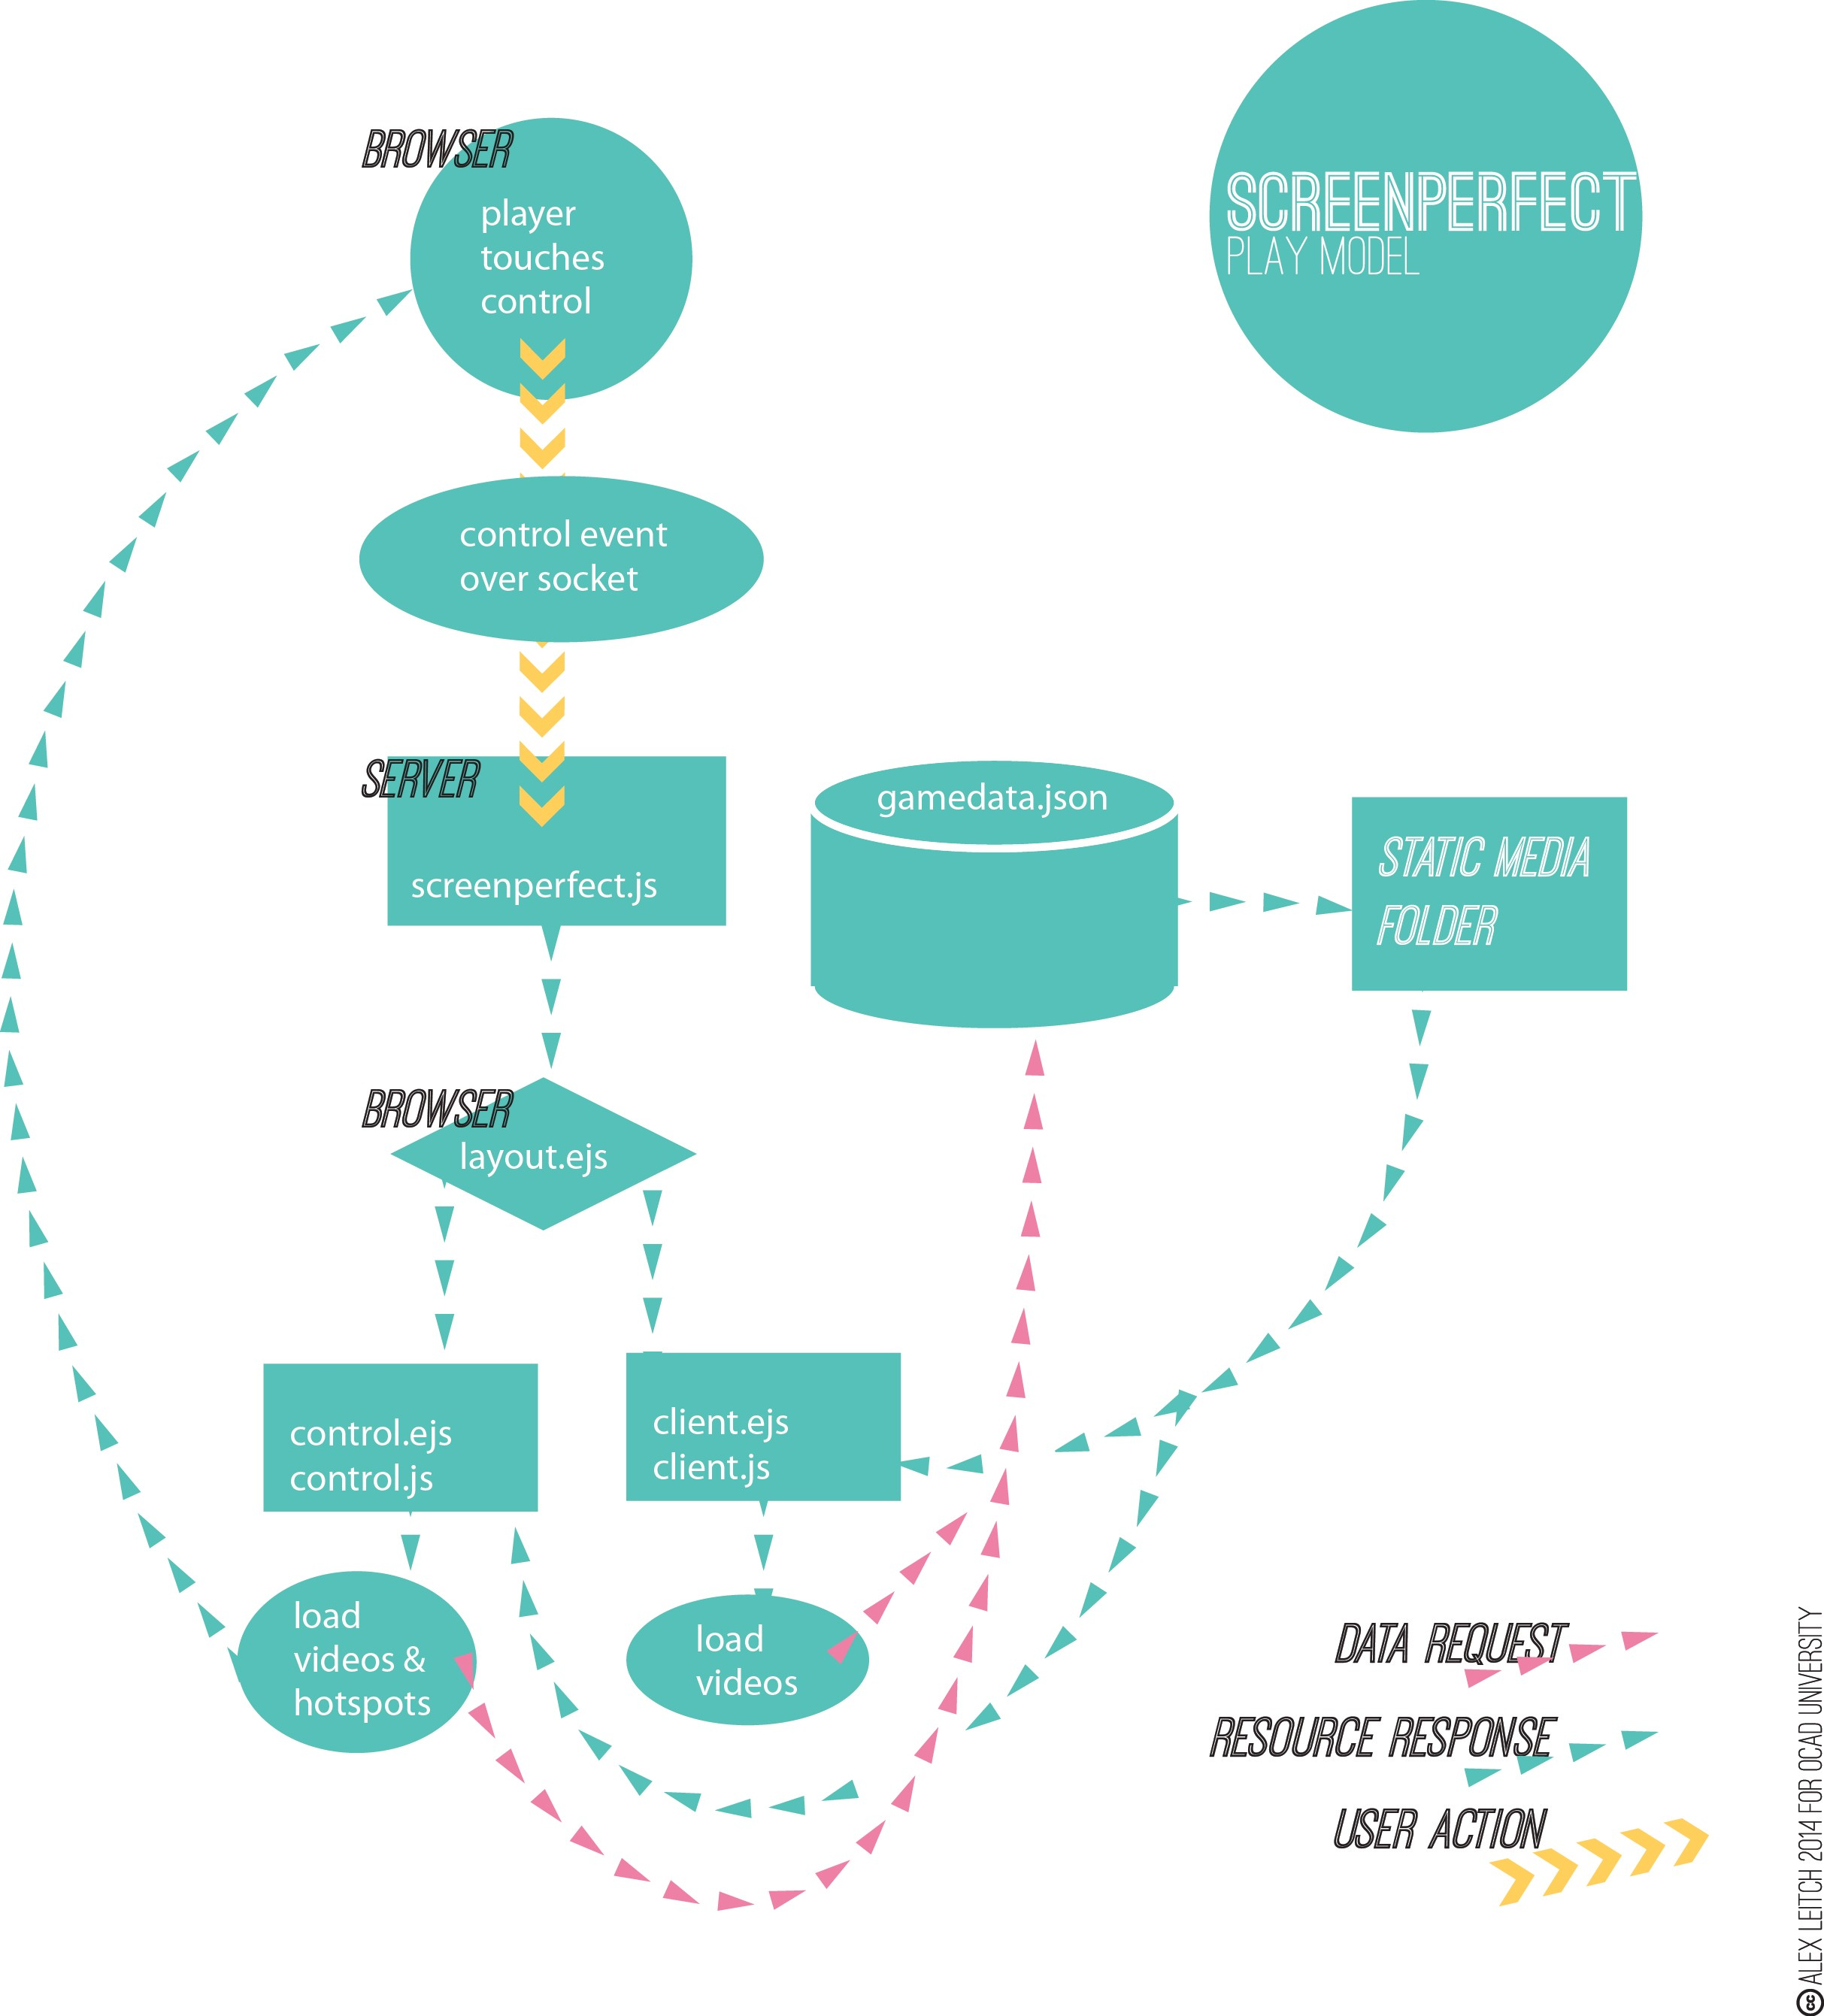 BROWSER
player
touches
control
SCREENPERFECT
PLAY MODEL
control event
over socket
SERVER
screenperfect.js
gamedata.json
STATIC MEDIA
FOLDER
BROWSER
layout.ejs
control.ejs
control.js
client.ejs
client.js
load
videos &
hotspots
load
videos
DATA REQUEST
RESOURCE RESPONSE
USER ACTION
cc ALEX LEITCH 2014 FOR OCAD UNIVERSITY